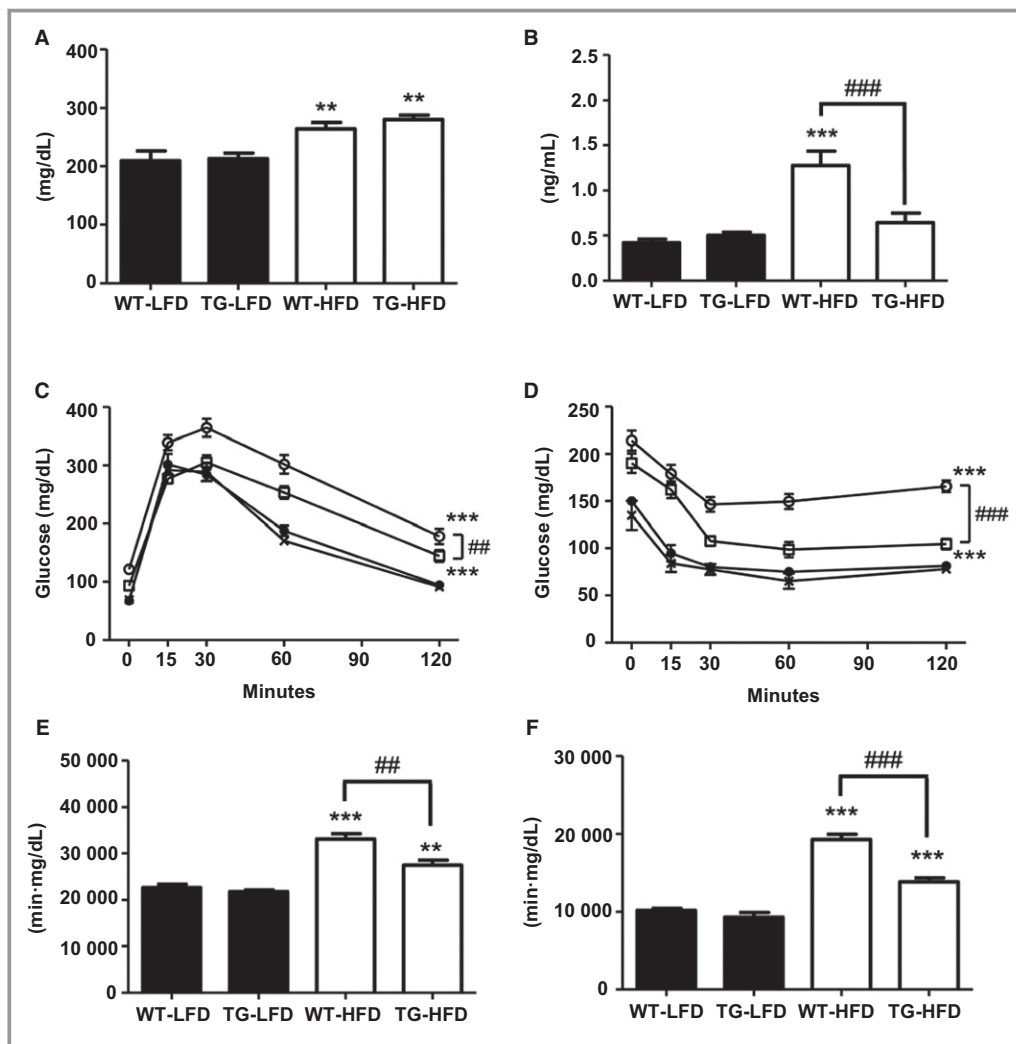 A
400
300
200
100
0
(mg/dL)
**
**
WT-LFD TG-LFD WT-HFD TG-HFD
B
2.5
2.0
1.5
1.0
0.5
0.0
(ng/mL)
###
***
WT-LFD TG-LFD WT-HFD TG-HFD
C
400
300
200
100
0
Glucose (mg/dL)
***
##
***
0 15 30 60 90 120
Minutes
D
250
200
150
100
50
0
Glucose (mg/dL)
***
###
***
0 15 30 60 90 120
Minutes
E
50 000
40 000
30 000
20 000
10 000
0
(min·mg/dL)
##
***
**
WT-LFD TG-LFD WT-HFD TG-HFD
F
30 000
20 000
10 000
0
(min·mg/dL)
###
***
***
WT-LFD TG-LFD WT-HFD TG-HFD